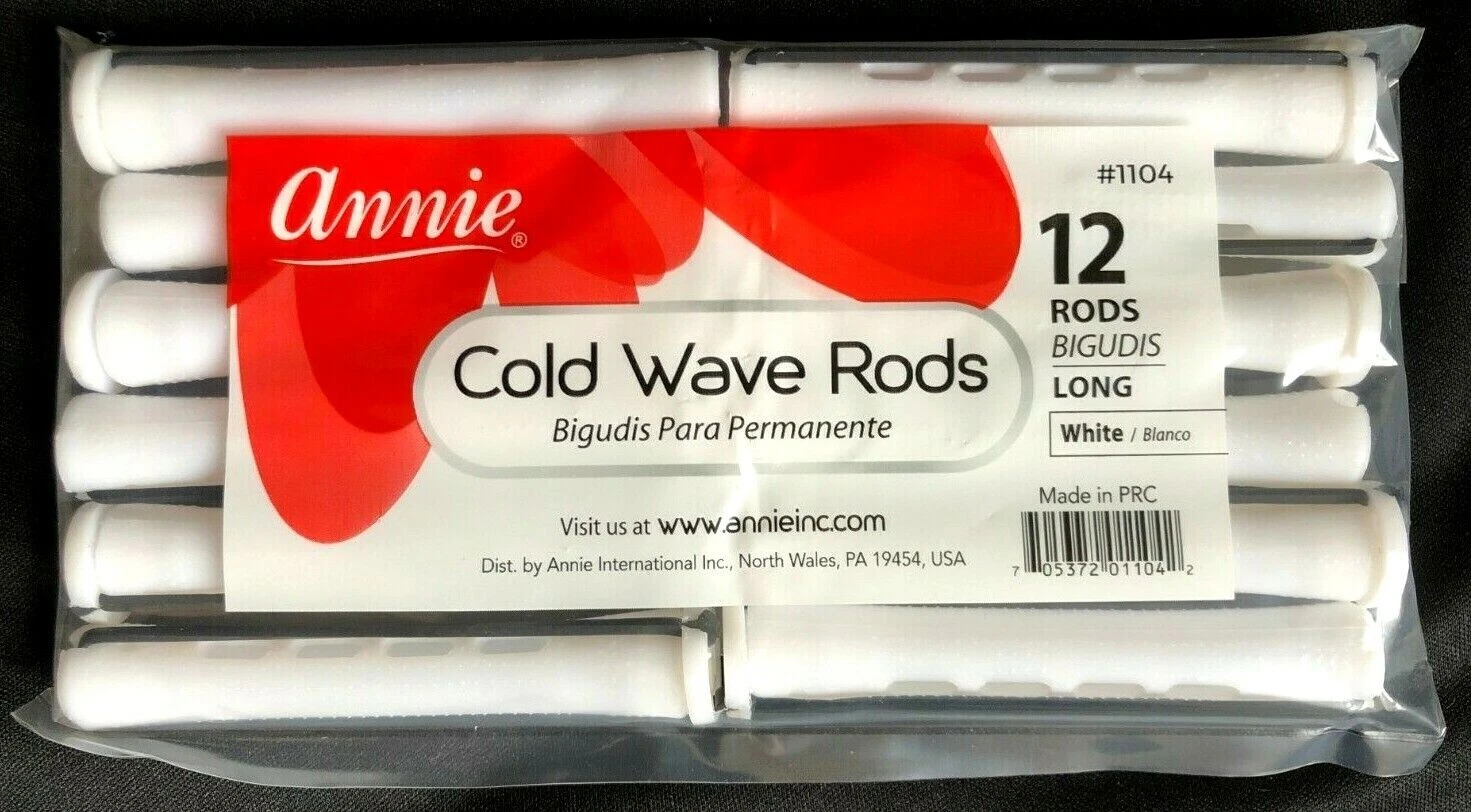 annie®
#1104
12
RODS
BIGUDIS
LONG
White / Blanco
Cold Wave Rods
Bigudis Para Permanente
Visit us at www.annieinc.com
Dist. by Annie International Inc., North Wales, PA 19454, USA
Made in PRC
7 05372 01104 2